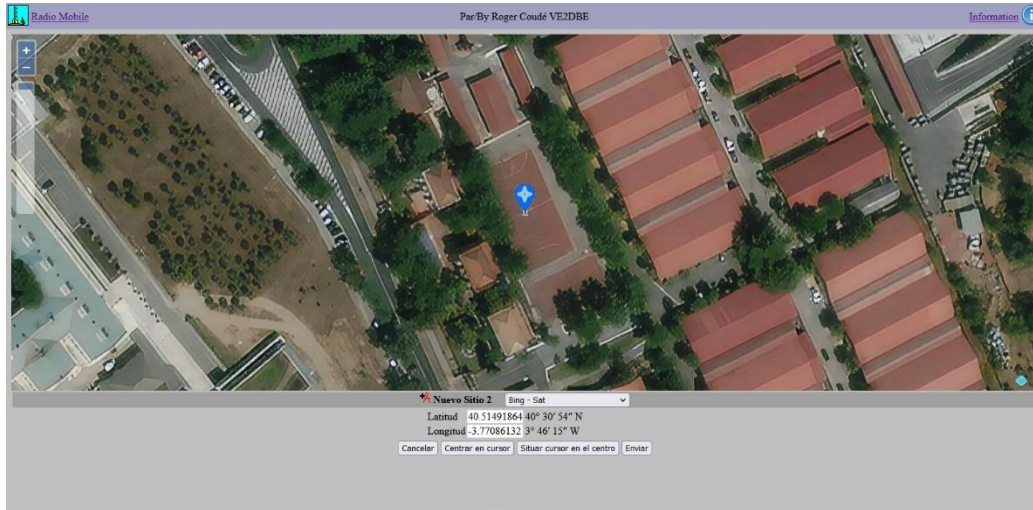 Radio Mobile
Par/By Roger Coudé VE2DBE
Information
+
−
Nuevo Sitio 2 Bing - Sat
Latitud 40.51491864 40° 30′ 54″ N
Longitud -3.77086132 3° 46′ 15″ W
Cancelar Centrar en cursor Situar cursor en el centro Enviar